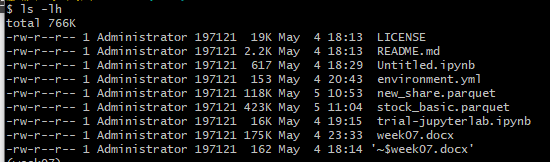 $ ls -lh
total 766K
-rw-r--r-- 1 Administrator 197121  19K May  4 18:13  LICENSE
-rw-r--r-- 1 Administrator 197121 2.2K May  4 18:13  README.md
-rw-r--r-- 1 Administrator 197121  617 May  4 18:29  Untitled.ipynb
-rw-r--r-- 1 Administrator 197121  153 May  4 20:43  environment.yml
-rw-r--r-- 1 Administrator 197121 118K May  5 10:53  new_share.parquet
-rw-r--r-- 1 Administrator 197121 423K May  5 11:04  stock_basic.parquet
-rw-r--r-- 1 Administrator 197121  16K May  4 19:15  trial-jupyterlab.ipynb
-rw-r--r-- 1 Administrator 197121 175K May  4 23:33  week07.docx
-rw-r--r-- 1 Administrator 197121  162 May  4 18:14 '~$week07.docx'
(week07)